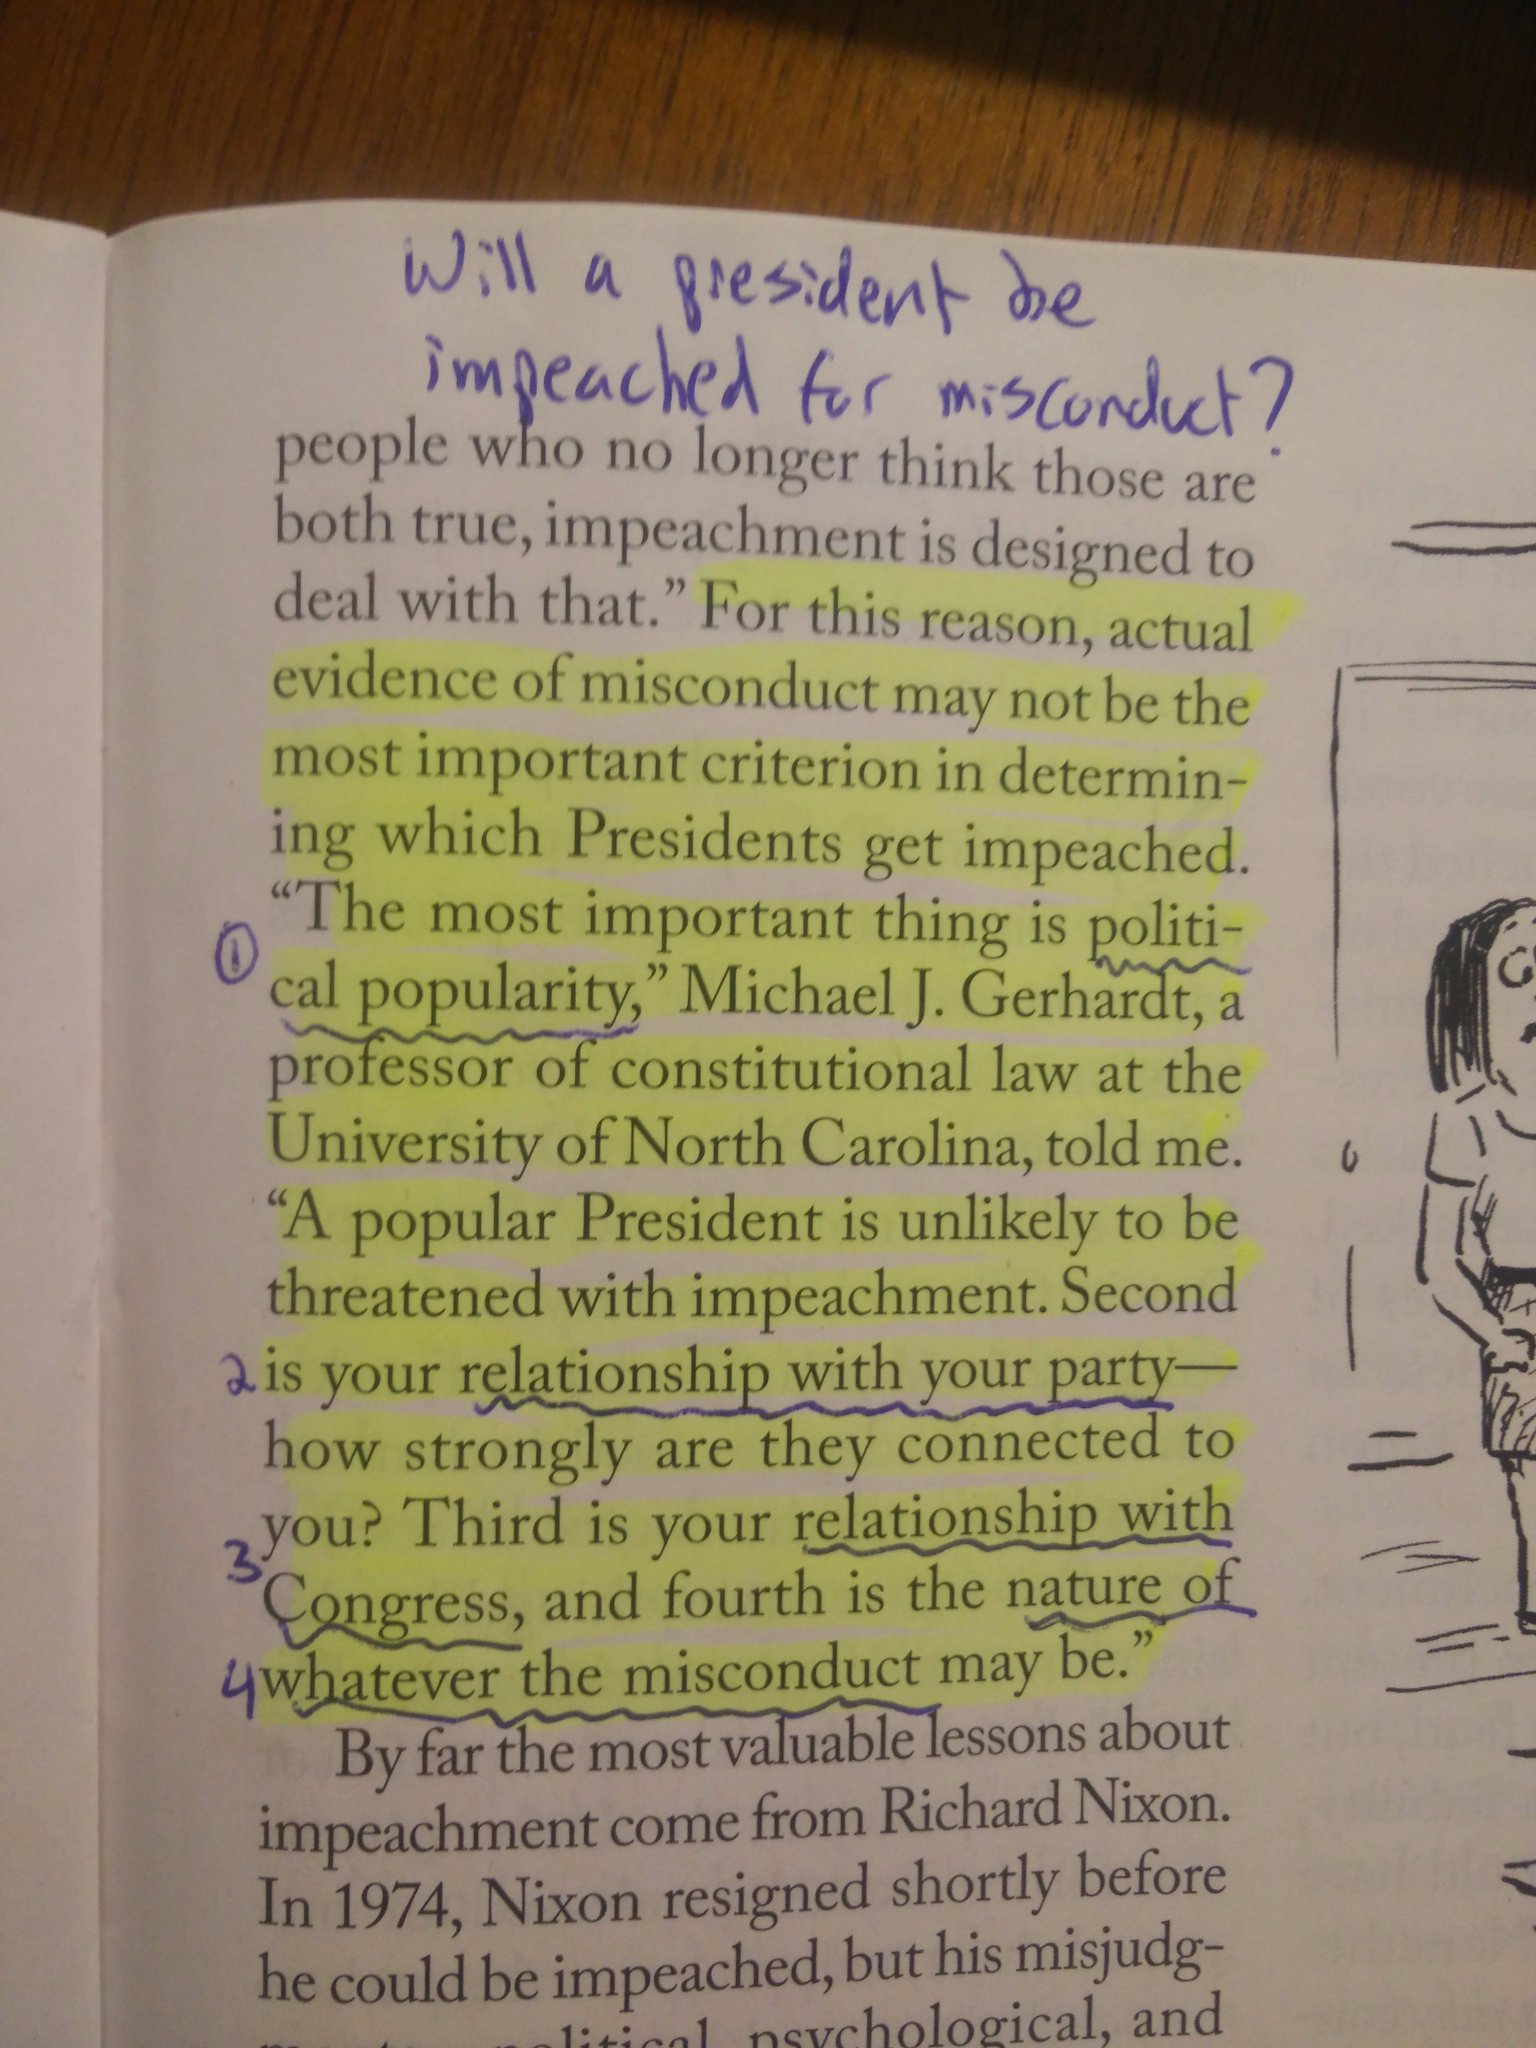 Will a president be
impeached for misconduct?
people who no longer think those are
both true, impeachment is designed to
deal with that.” For this reason, actual
evidence of misconduct may not be the
most important criterion in determin-
ing which Presidents get impeached.
“The most important thing is politi-
1
cal popularity,” Michael J. Gerhardt, a
professor of constitutional law at the
University of North Carolina, told me.
“A popular President is unlikely to be
threatened with impeachment. Second
2 is your relationship with your party—
how strongly are they connected to
you? Third is your relationship with
3 Congress, and fourth is the nature of
4 whatever the misconduct may be.”
By far the most valuable lessons about
impeachment come from Richard Nixon.
In 1974, Nixon resigned shortly before
he could be impeached, but his misjudg-
political, psychological, and